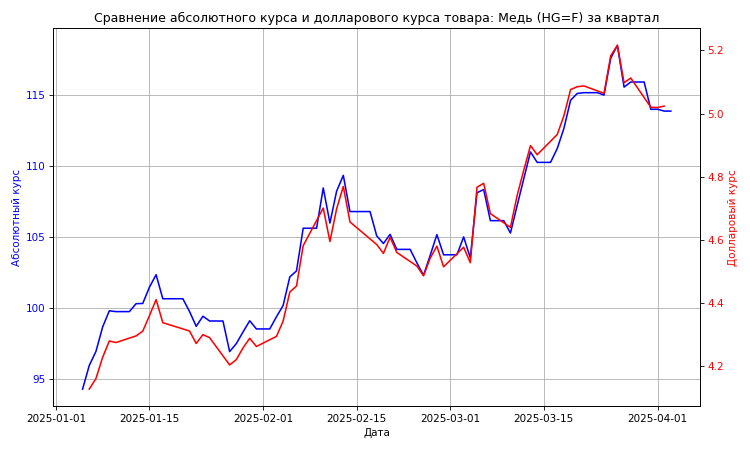 Сравнение абсолютного курса и долларового курса товара: Медь (HG=F) за квартал
Абсолютный курс
115
110
105
100
95
5.2
5.0
4.8
4.6
4.4
4.2
Долларовый курс
2025-01-01 2025-01-15 2025-02-01 2025-02-15 2025-03-01 2025-03-15 2025-04-01
Дата